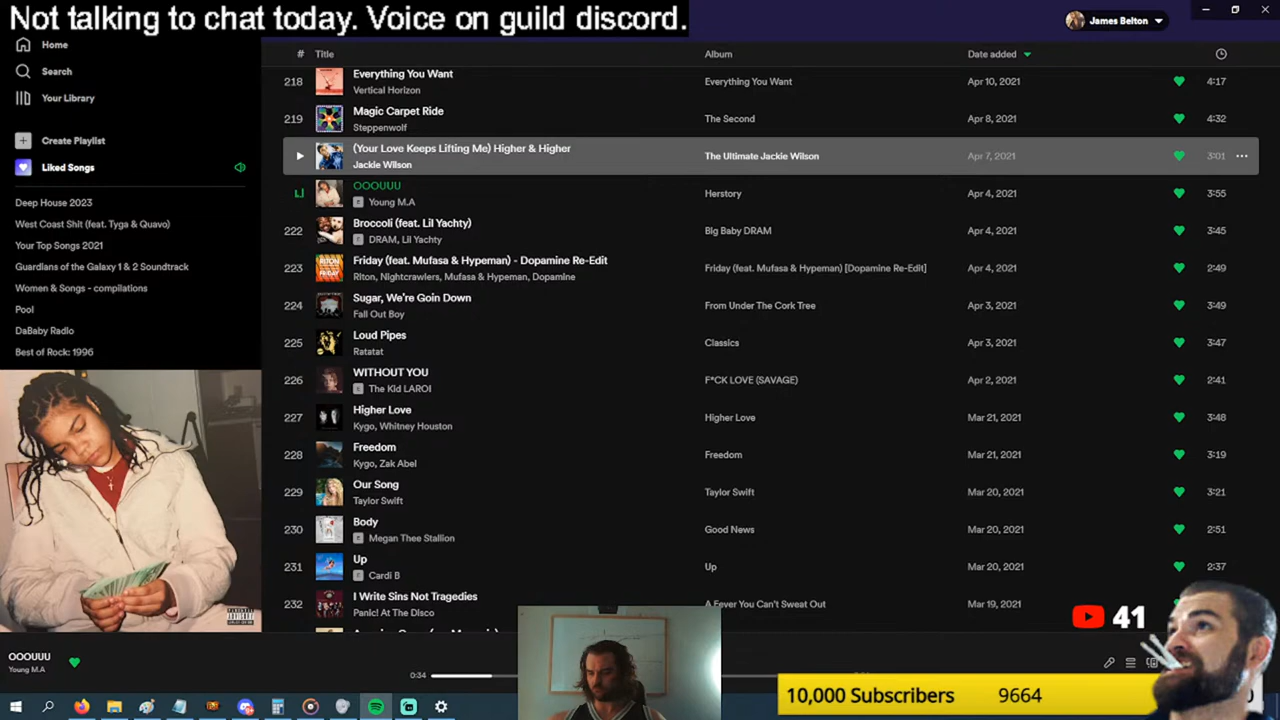 Not talking to chat today. Voice on guild discord.
James Belton
Home
Search
Your Library
Create Playlist
Liked Songs
Deep House 2023
West Coast Shit (feat. Tyga & Quavo)
Your Top Songs 2021
Guardians of the Galaxy 1 & 2 Soundtrack
Women & Songs - compilations
Pool
DaBaby Radio
Best of Rock: 1996
# Title Album Date added
218 Everything You Want Everything You Want Apr 10, 2021 4:17
Vertical Horizon
219 Magic Carpet Ride The Second Apr 8, 2021 4:32
Steppenwolf
(Your Love Keeps Lifting Me) Higher & Higher The Ultimate Jackie Wilson Apr 7, 2021 3:01
Jackie Wilson
OOOUUU Herstory Apr 4, 2021 3:55
E Young M.A
222 Broccoli (feat. Lil Yachty) Big Baby DRAM Apr 4, 2021 3:45
E DRAM, Lil Yachty
223 Friday (feat. Mufasa & Hypeman) - Dopamine Re-Edit Friday (feat. Mufasa & Hypeman) [Dopamine Re-Edit] Apr 4, 2021 2:49
Riton, Nightcrawlers, Mufasa & Hypeman, Dopamine
224 Sugar, We're Goin Down From Under The Cork Tree Apr 3, 2021 3:49
Fall Out Boy
225 Loud Pipes Classics Apr 3, 2021 3:47
Ratatat
226 WITHOUT YOU F*CK LOVE (SAVAGE) Apr 2, 2021 2:41
E The Kid LAROI
227 Higher Love Higher Love Mar 21, 2021 3:48
Kygo, Whitney Houston
228 Freedom Freedom Mar 21, 2021 3:19
Kygo, Zak Abel
229 Our Song Taylor Swift Mar 20, 2021 3:21
Taylor Swift
230 Body Good News Mar 20, 2021 2:51
E Megan Thee Stallion
231 Up Up Mar 20, 2021 2:37
E Cardi B
232 I Write Sins Not Tragedies A Fever You Can't Sweat Out Mar 19, 2021
Panic! At The Disco
41
OOOUUU
Young M.A
0:34
10,000 Subscribers 9664